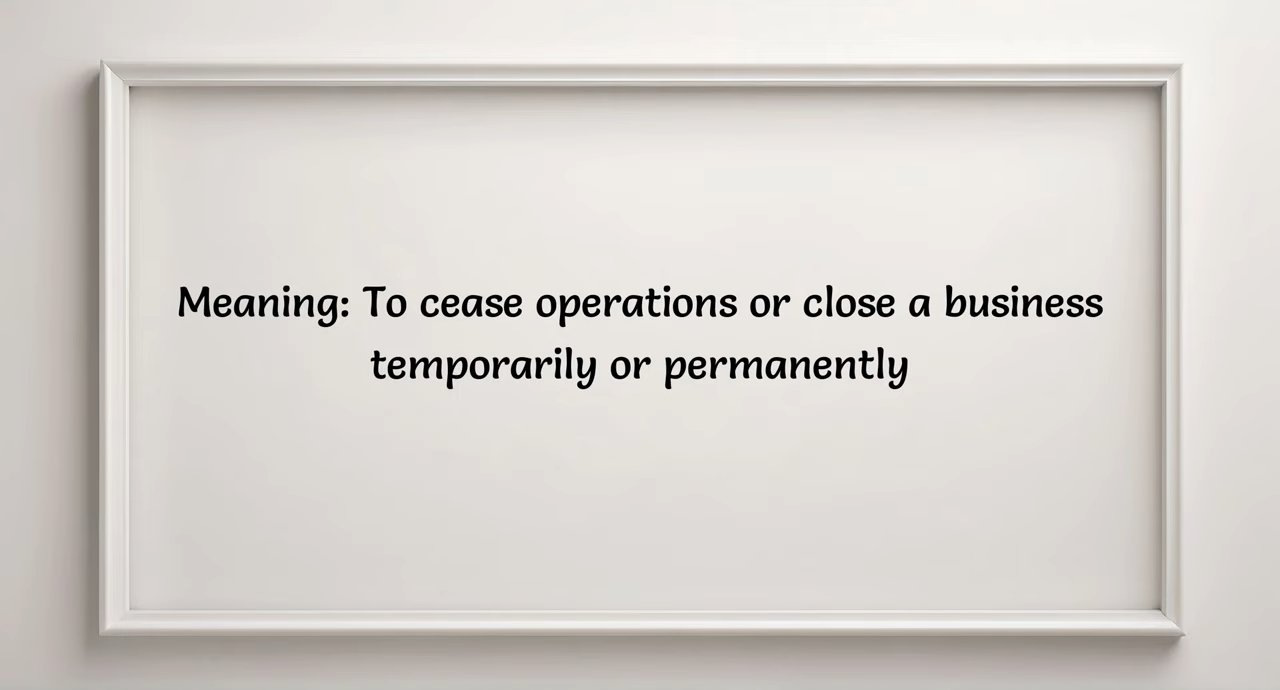 Meaning: To cease operations or close a business
temporarily or permanently